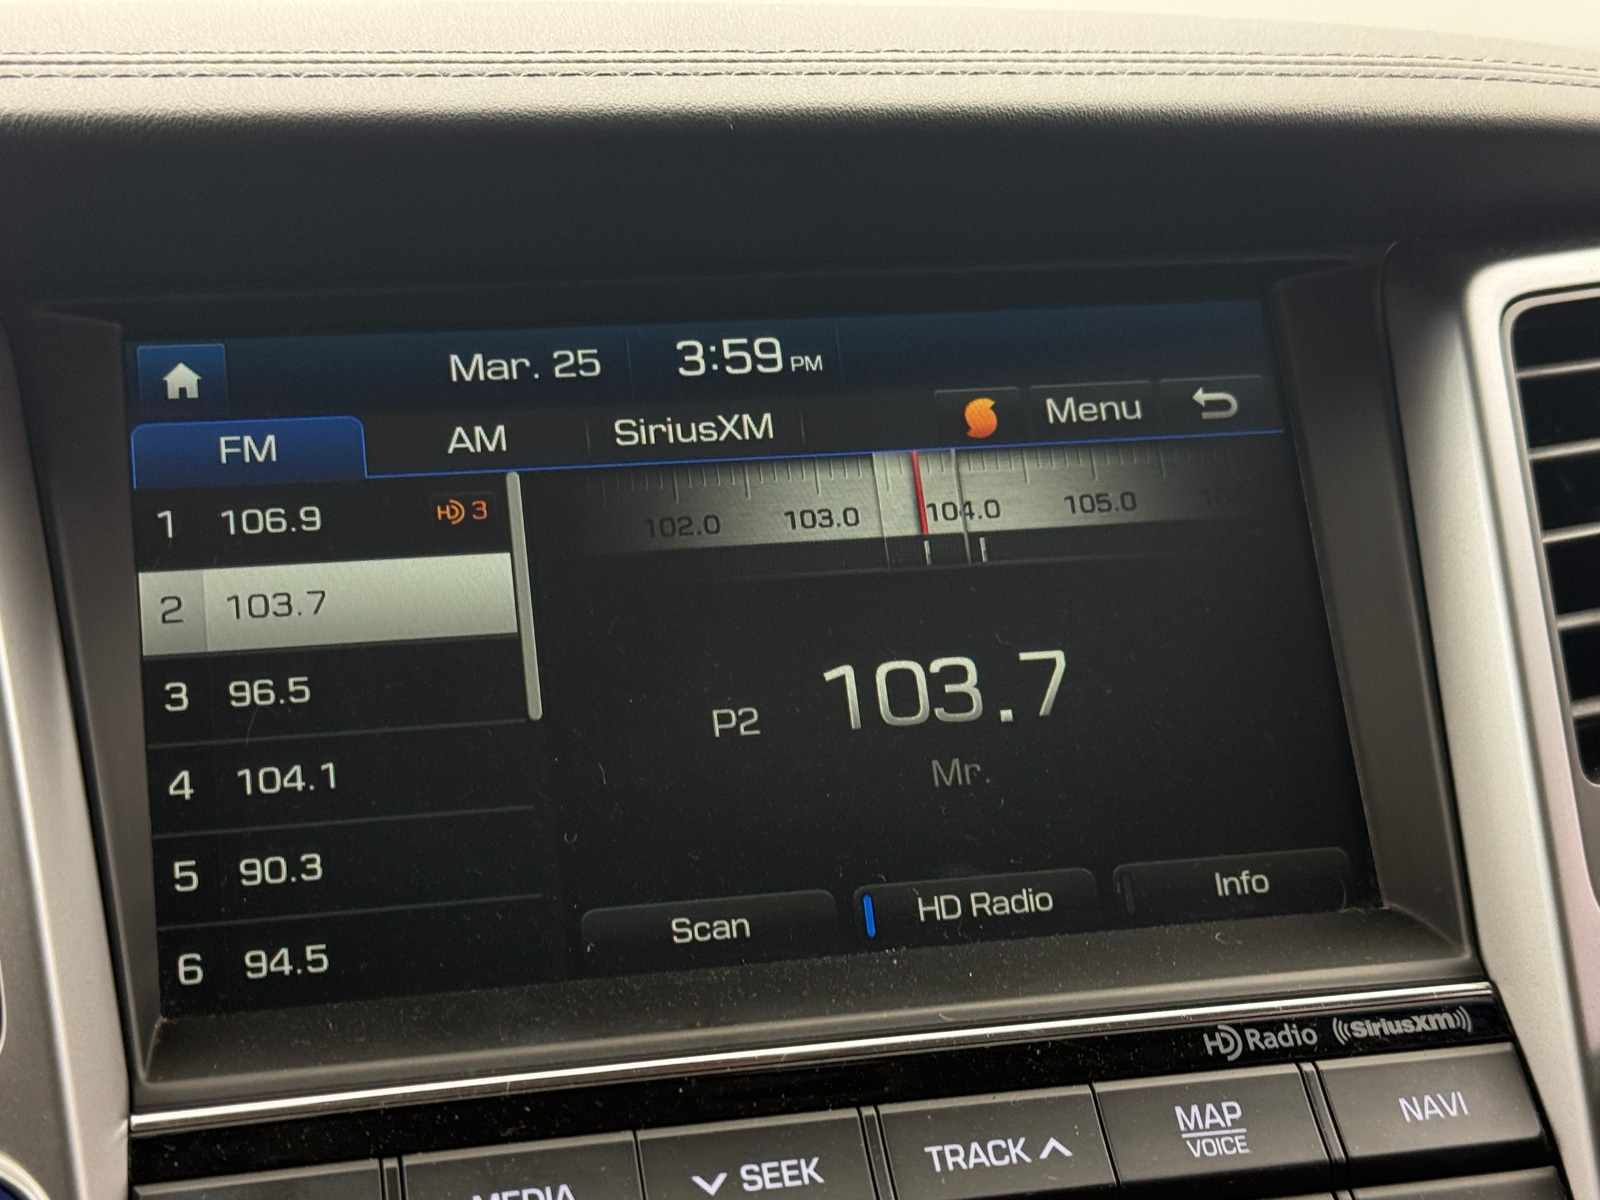 Mar. 25 3:59 PM
FM AM SiriusXM Menu
1 106.9 HD 3
102.0 103.0 104.0 105.0
2 103.7
3 96.5
P2 103.7
Mr.
4 104.1
5 90.3
6 94.5
Scan HD Radio Info
HD Radio ((SiriusXM))
MEDIA SEEK TRACK MAP VOICE NAVI